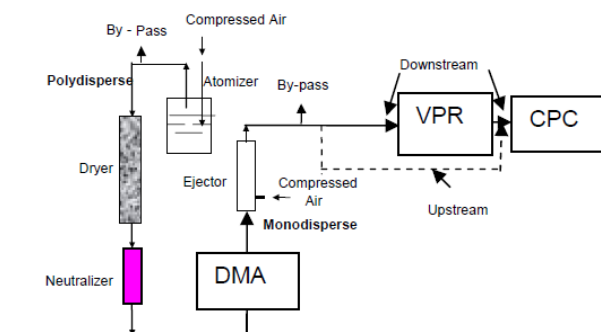 Compressed Air
By - Pass
Polydisperse
Atomizer
Downstream
By-pass
VPR
CPC
Dryer
Ejector
Compressed
Air
Upstream
Monodisperse
DMA
Neutralizer